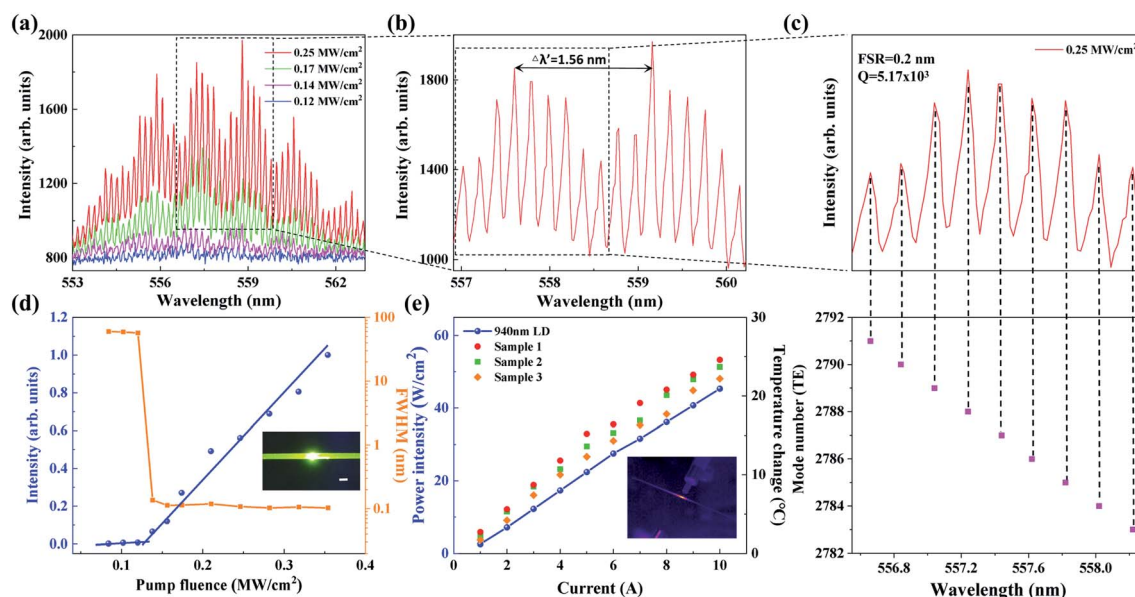 (a)
2000
1600
1200
800
Intensity (arb. units)
0.25 MW/cm²
0.17 MW/cm²
0.14 MW/cm²
0.12 MW/cm²
553
556
559
562
Wavelength (nm)
(b)
1800
1400
1000
Intensity (arb. units)
△λ'=1.56 nm
557
558
559
560
Wavelength (nm)
(c)
Intensity (arb. units)
0.25 MW/cm²
FSR=0.2 nm
Q=5.17x10³
2792
2790
2788
2786
2784
2782
Mode number (TE)
556.8
557.2
557.6
558.0
Wavelength (nm)
(d)
1.2
1.0
0.8
0.6
0.4
0.2
0.0
Intensity (arb. units)
100
10
1
0.1
FWHM (nm)
0.1
0.2
0.3
0.4
Pump fluence (MW/cm²)
(e)
60
40
20
0
Power intensity (W/cm²)
940nm LD
Sample 1
Sample 2
Sample 3
30
20
10
0
Temperature change (°C)
0
2
4
6
8
10
Current (A)